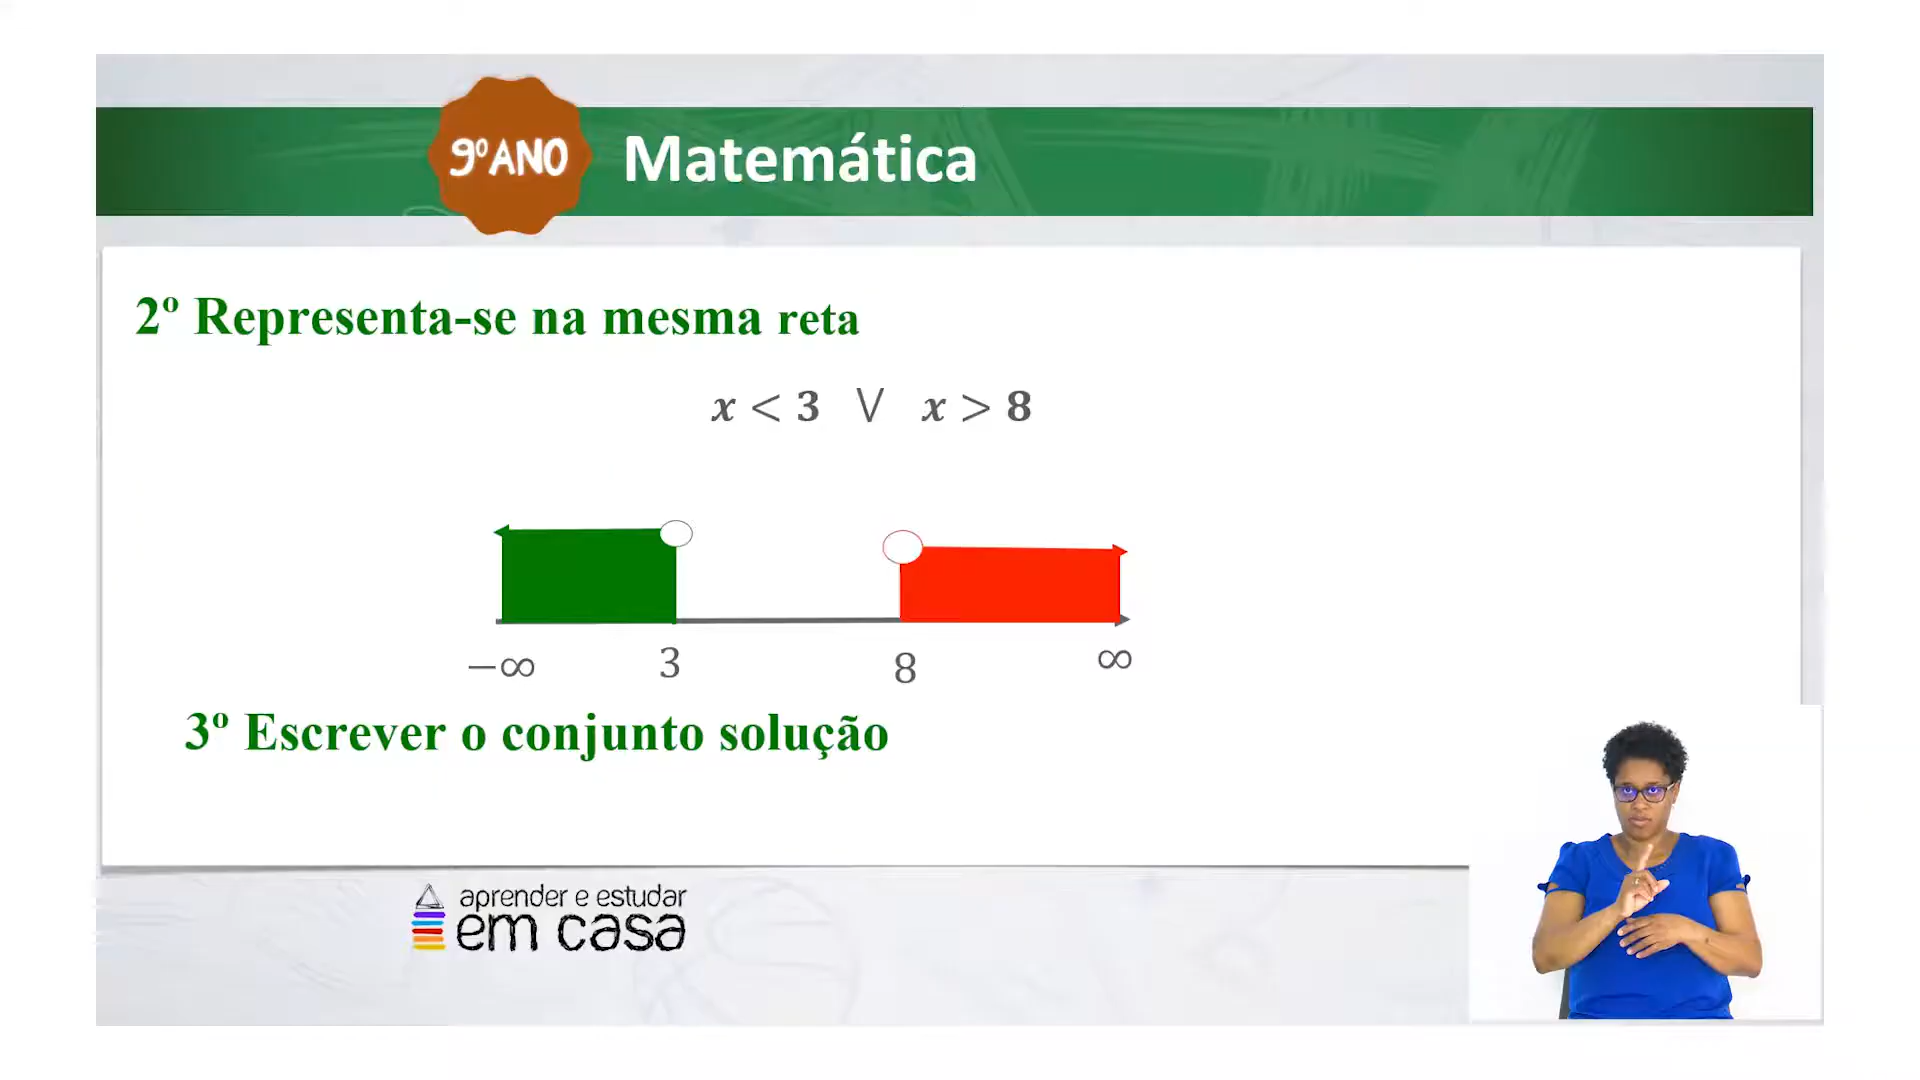 9ºANO Matemática
2º Representa-se na mesma reta
x < 3 ∨ x > 8
−∞ 3 8 ∞
3º Escrever o conjunto solução
aprender e estudar
em casa